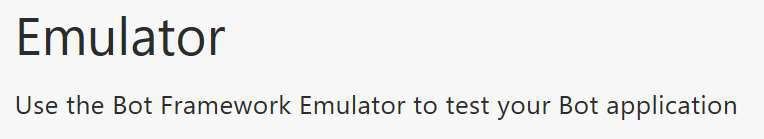 Emulator
Use the Bot Framework Emulator to test your Bot application